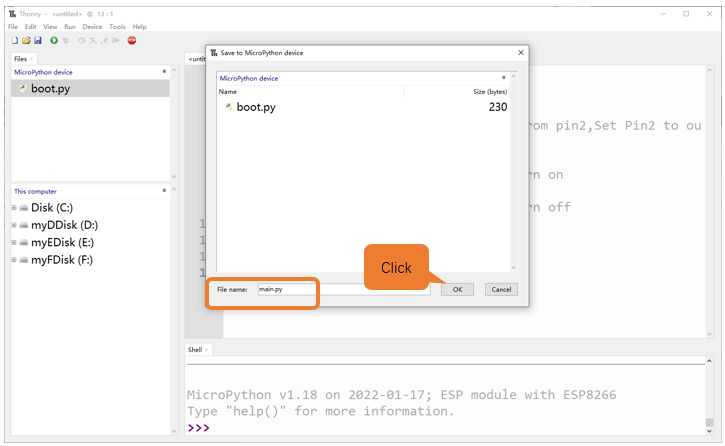 Thonny - <untitled> @ 13 : 1
File Edit View Run Device Tools Help
Files
MicroPython device
boot.py
This computer
Disk (C:)
myDDisk (D:)
myEDisk (E:)
myFDisk (F:)
<untit
om pin2,Set Pin2 to ou
n on
n off
1
1
1
1
Save to MicroPython device
MicroPython device
Name Size (bytes)
boot.py 230
Click
File name: main.py OK Cancel
Shell
MicroPython v1.18 on 2022-01-17; ESP module with ESP8266
Type "help()" for more information.
>>>